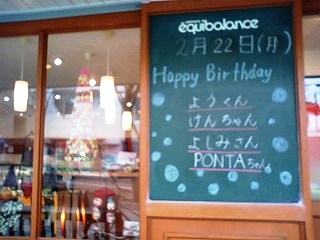 equibalance
2月22日(月)
Happy Birthday
ようくん
けんちゃん
よしみさん
PONTAちゃん